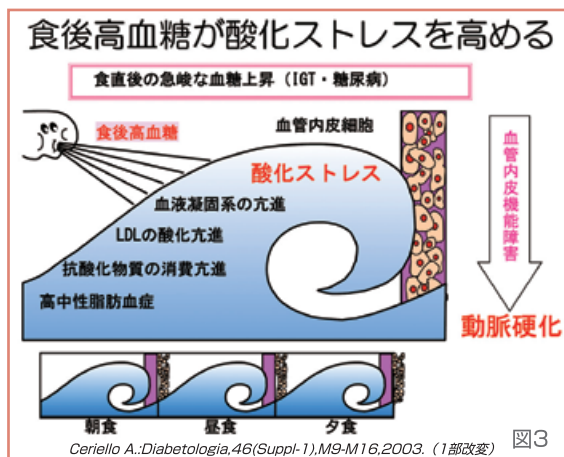 食後高血糖が酸化ストレスを高める
食直後の急峻な血糖上昇（IGT・糖尿病）
食後高血糖
血管内皮細胞
酸化ストレス
血液凝固系の亢進
LDLの酸化亢進
抗酸化物質の消費亢進
高中性脂肪血症
血管内皮機能障害
動脈硬化
朝食
昼食
夕食
Ceriello A.:Diabetologia,46(Suppl-1),M9-M16,2003.（1部改変）
図3